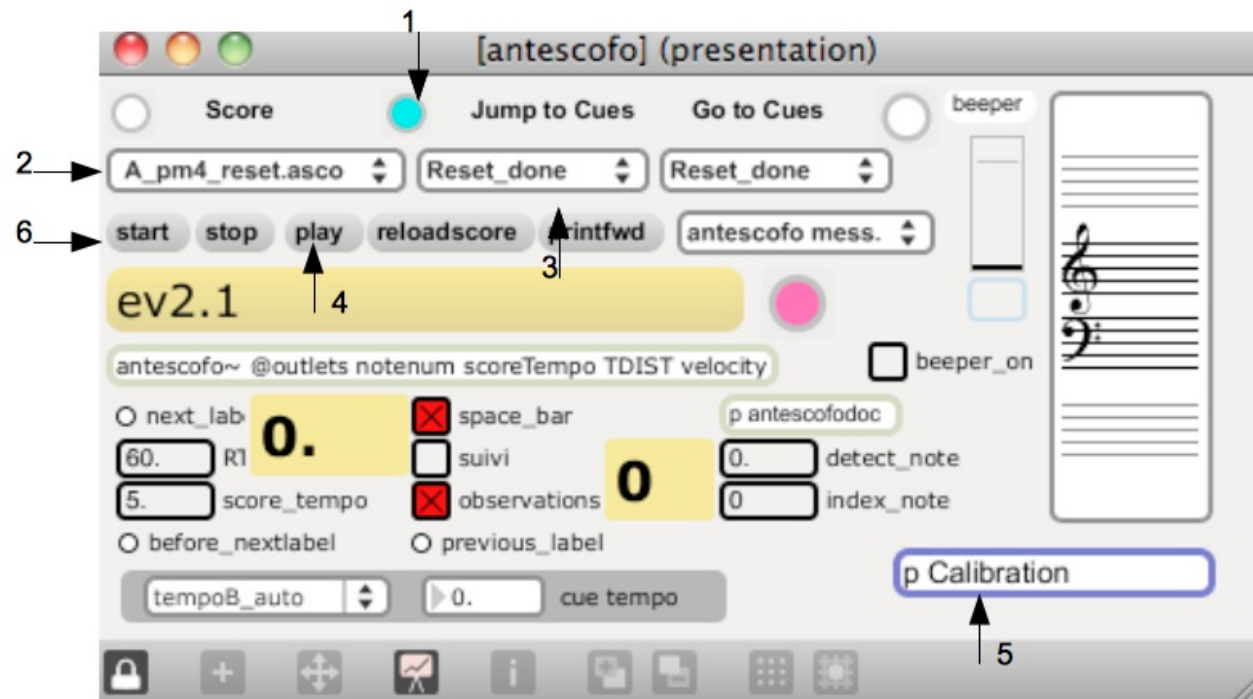 1
[antescofo] (presentation)
Score Jump to Cues Go to Cues beeper
2 A_pm4_reset.asco Reset_done Reset_done
6 start stop play reloadscore printfwd antescofo mess.
3
4
ev2.1
antescofo~ @outlets notenum scoreTempo TDIST velocity
beeper_on
next_lab 0. space_bar p antescofodoc
60. suivi 0 0. detect_note
5. score_tempo observations 0 index_note
before_nextlabel previous_label
p Calibration
tempoB_auto 0. cue tempo
5